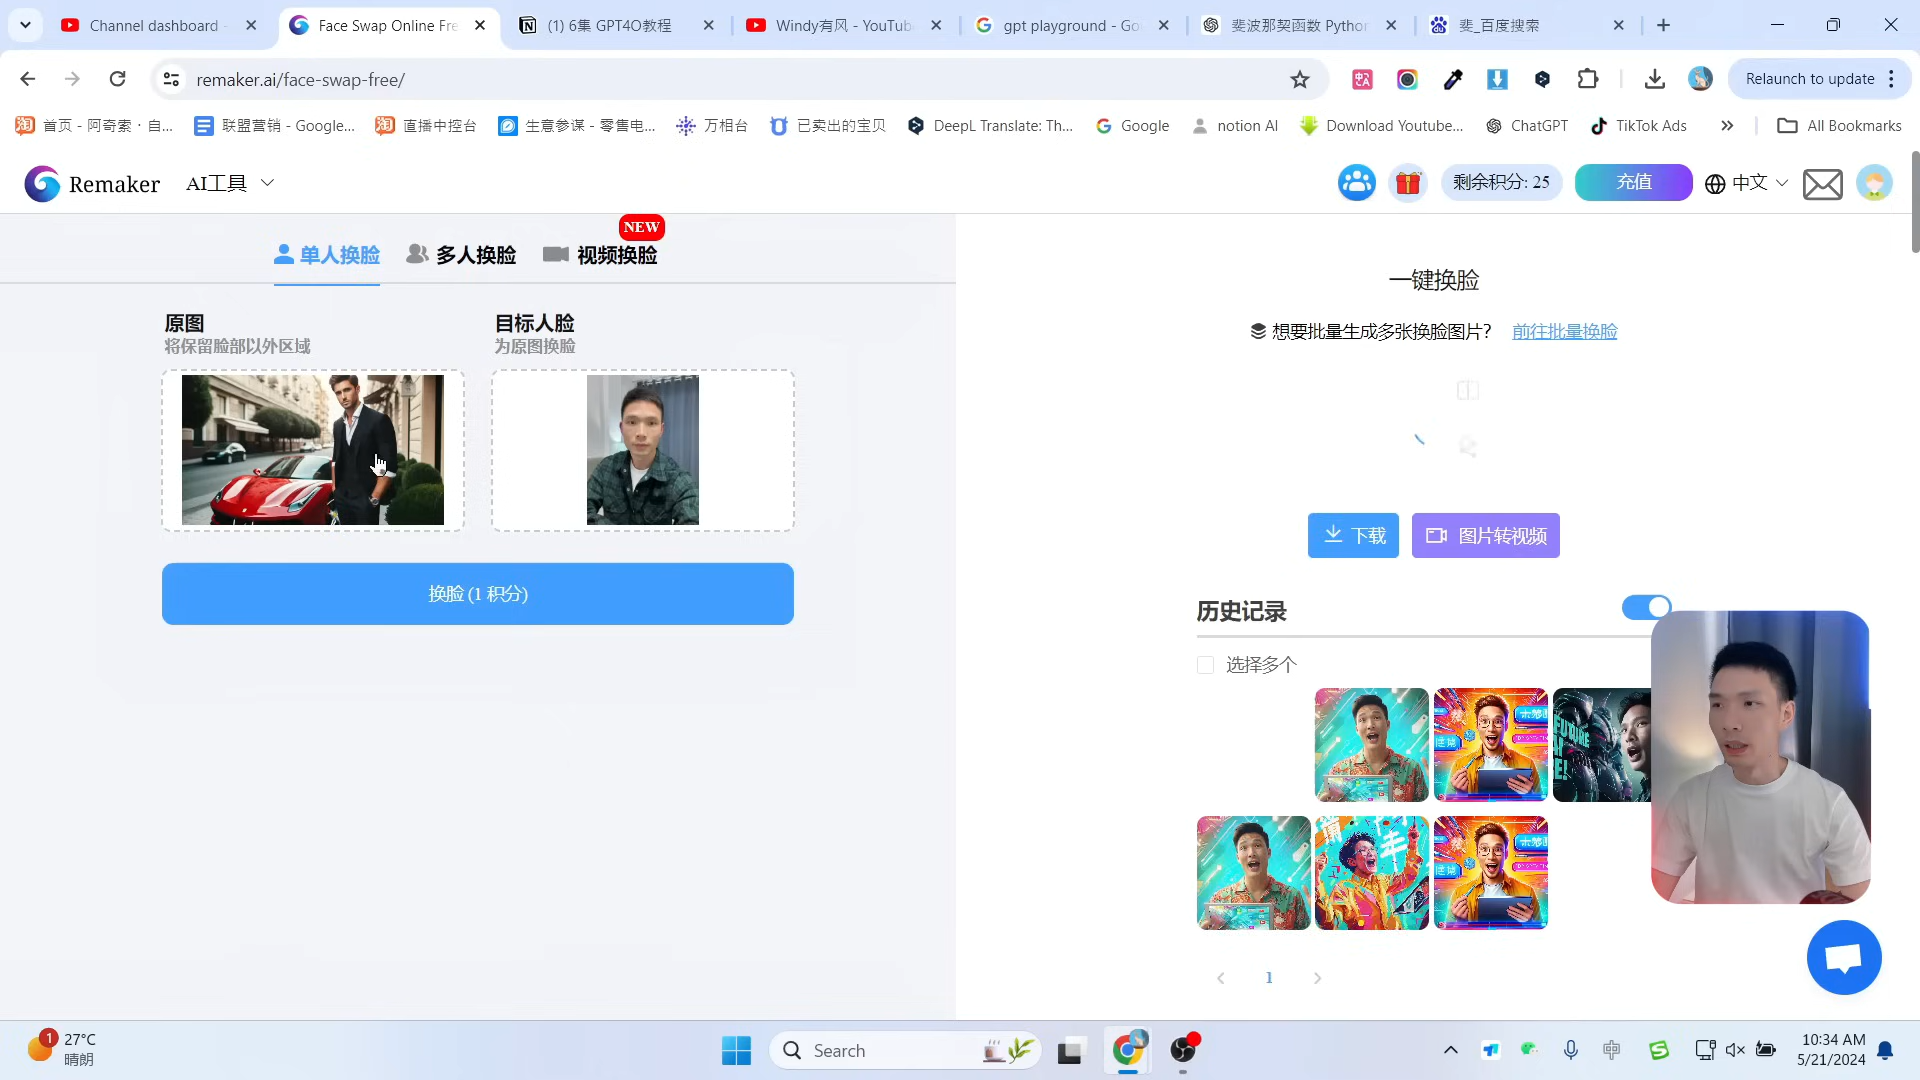 Channel dashboard -
Face Swap Online Fre
(1) 6集 GPT4O教程
Windy有风 - YouTub
gpt playground - Go
斐波那契函数 Python
斐_百度搜索
remaker.ai/face-swap-free/
Relaunch to update
首页 - 阿奇索 · 自...
联盟营销 - Google...
直播中控台
生意参谋 - 零售电...
万相台
已卖出的宝贝
DeepL Translate: Th...
Google
notion AI
Download Youtube...
ChatGPT
TikTok Ads
All Bookmarks
Remaker
AI工具
剩余积分: 25
充值
中文
NEW
单人换脸
多人换脸
视频换脸
原图
将保留脸部以外区域
目标人脸
为原图换脸
换脸 (1 积分)
一键换脸
想要批量生成多张换脸图片?
前往批量换脸
下载
图片转视频
历史记录
选择多个
1
1
27°C
晴朗
Search
中
10:34 AM
5/21/2024